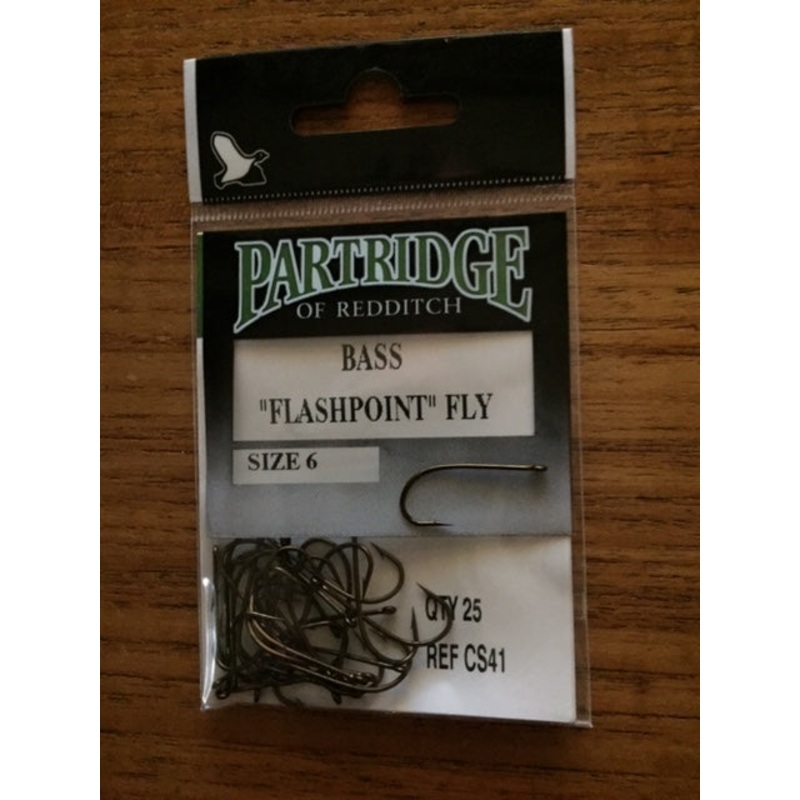 PARTRIDGE
OF REDDITCH
BASS
"FLASHPOINT" FLY
SIZE 6
QTY 25
REF CS41